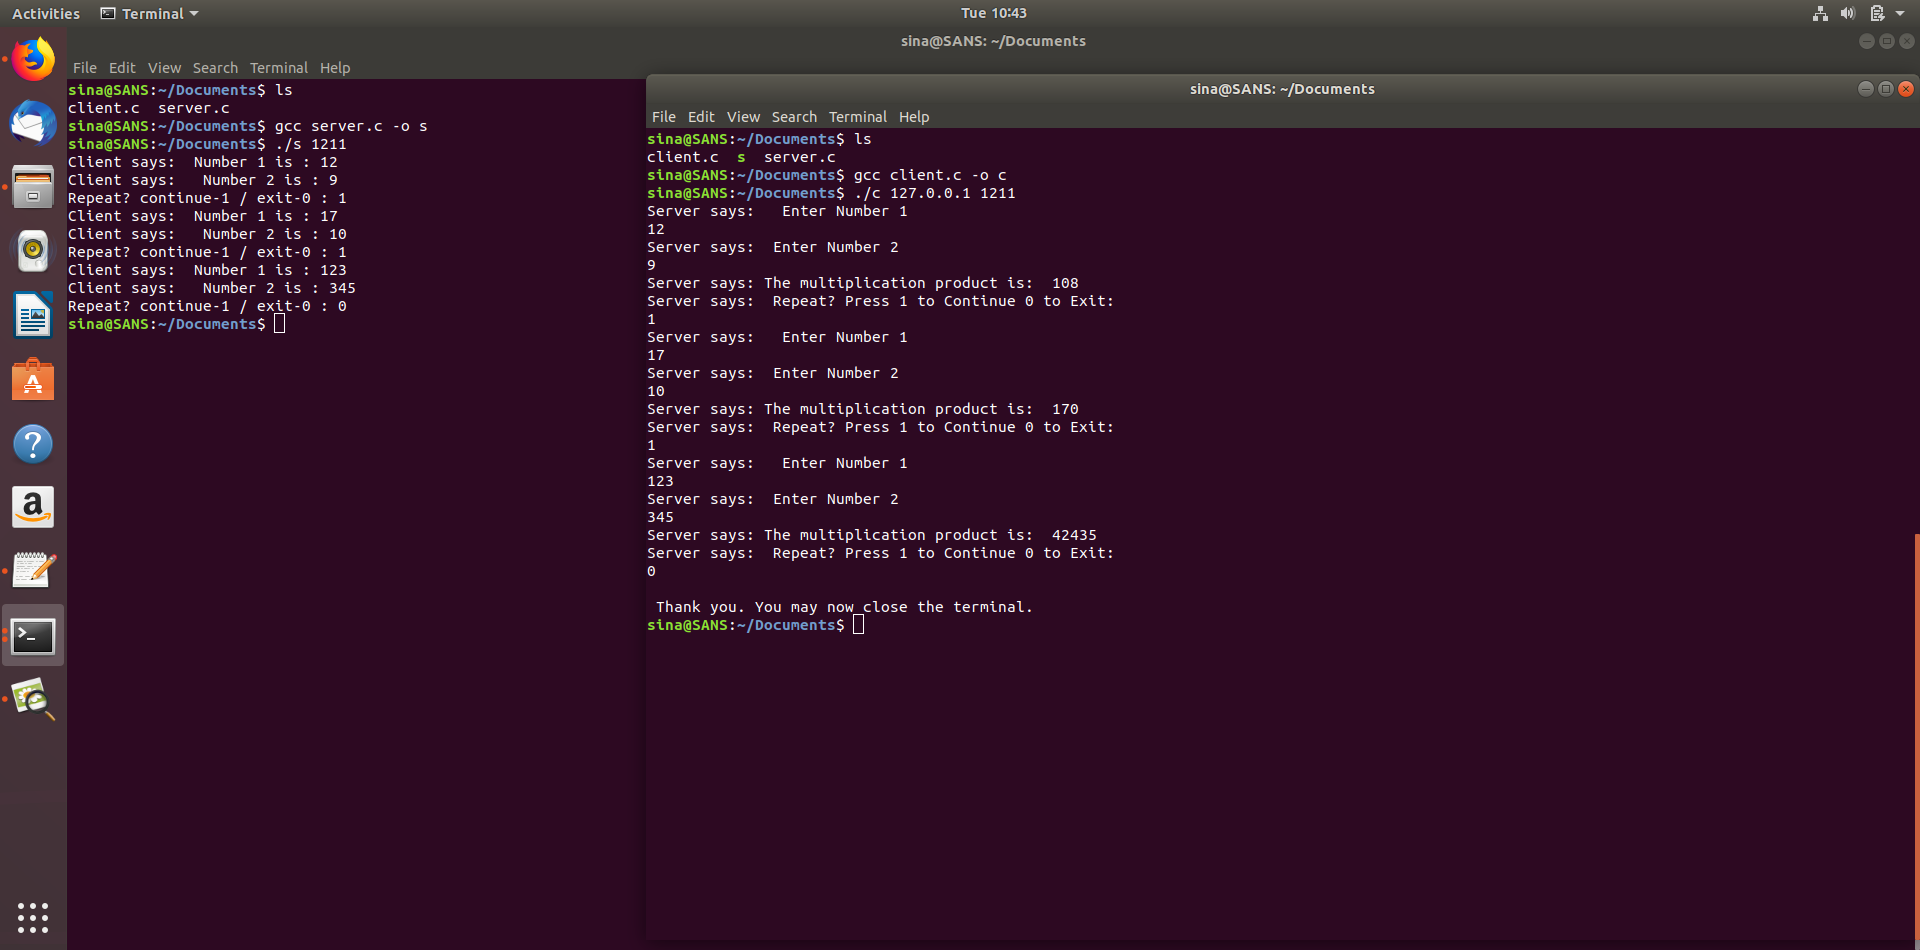 Activities Terminal Tue 10:43
sina@SANS: ~/Documents
File Edit View Search Terminal Help
sina@SANS:~/Documents$ ls
client.c  server.c
sina@SANS:~/Documents$ gcc server.c -o s
sina@SANS:~/Documents$ ./s 1211
Client says:  Number 1 is : 12
Client says:   Number 2 is : 9
Repeat? continue-1 / exit-0 : 1
Client says:  Number 1 is : 17
Client says:   Number 2 is : 10
Repeat? continue-1 / exit-0 : 1
Client says:  Number 1 is : 123
Client says:   Number 2 is : 345
Repeat? continue-1 / exit-0 : 0
sina@SANS:~/Documents$
sina@SANS: ~/Documents
File Edit View Search Terminal Help
sina@SANS:~/Documents$ ls
client.c  s  server.c
sina@SANS:~/Documents$ gcc client.c -o c
sina@SANS:~/Documents$ ./c 127.0.0.1 1211
Server says:   Enter Number 1
12
Server says:  Enter Number 2
9
Server says: The multiplication product is:  108
Server says:  Repeat? Press 1 to Continue 0 to Exit:
1
Server says:   Enter Number 1
17
Server says:  Enter Number 2
10
Server says: The multiplication product is:  170
Server says:  Repeat? Press 1 to Continue 0 to Exit:
1
Server says:   Enter Number 1
123
Server says:  Enter Number 2
345
Server says: The multiplication product is:  42435
Server says:  Repeat? Press 1 to Continue 0 to Exit:
0
Thank you. You may now close the terminal.
sina@SANS:~/Documents$